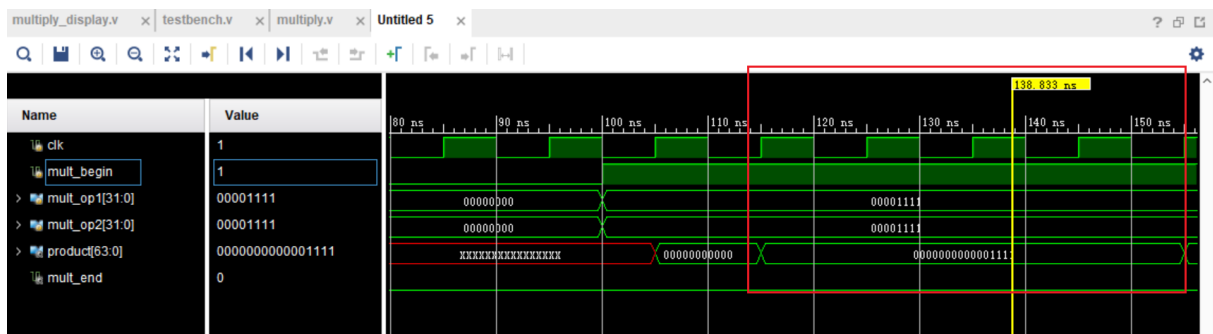 multiply_display.v × testbench.v × multiply.v × Untitled 5 ×
138.833 ns
Name Value
80 ns 90 ns 100 ns 110 ns 120 ns 130 ns 140 ns 150 ns
clk 1
mult_begin 1
mult_op1[31:0] 00001111 00000000 00001111
mult_op2[31:0] 00001111 00000000 00001111
product[63:0] 0000000000001111 XXXXXXXXXXXXXXXX 00000000000 0000000000001111
mult_end 0